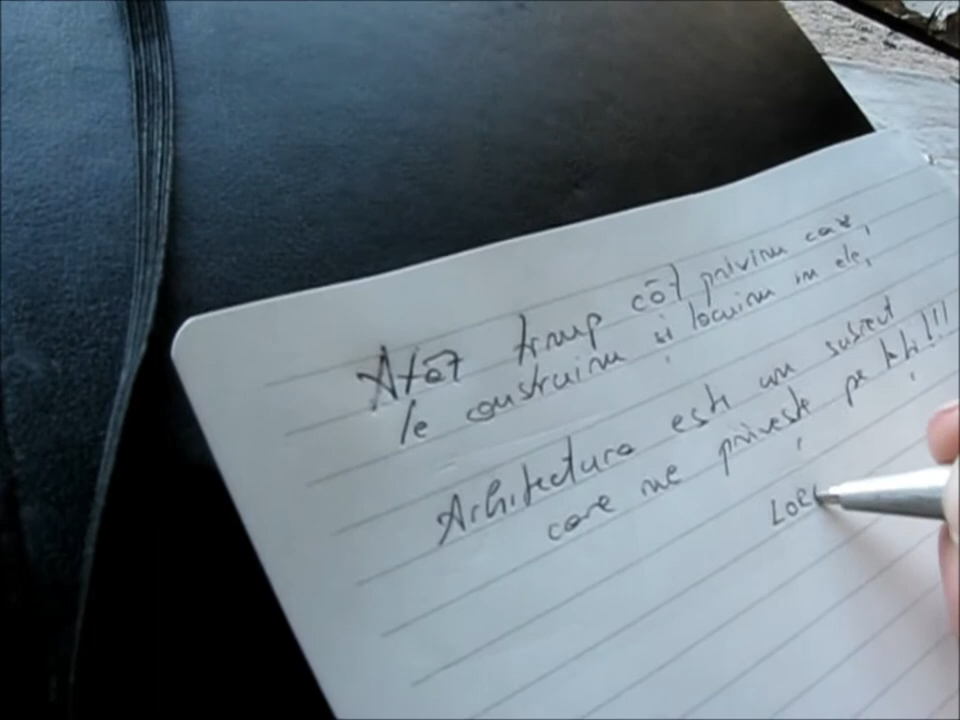 Atât timp cât privim case,
le construim și locuim în ele,
Arhitectura este un subiect
care ne privește pe toți!!!